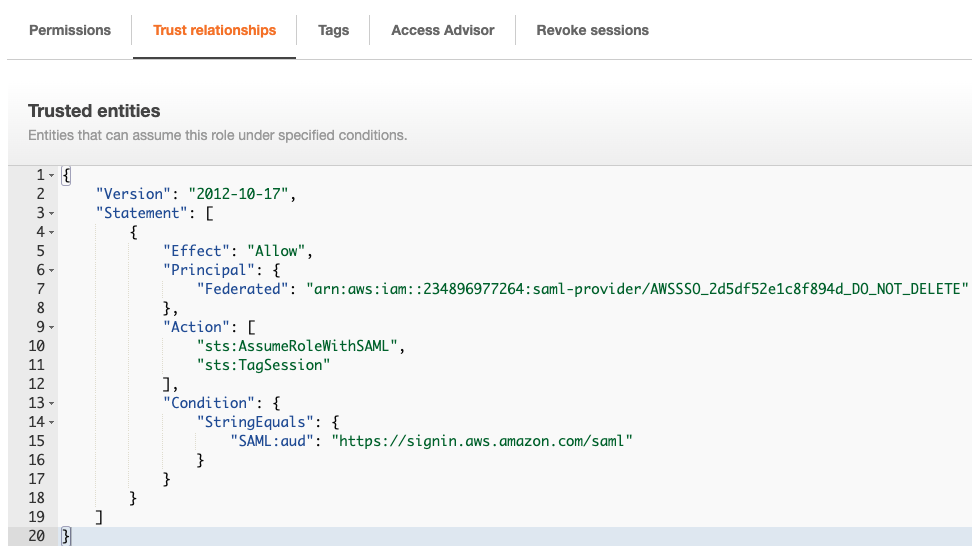 Permissions Trust relationships Tags Access Advisor Revoke sessions
Trusted entities
Entities that can assume this role under specified conditions.
1 {
2     "Version": "2012-10-17",
3     "Statement": [
4         {
5             "Effect": "Allow",
6             "Principal": {
7                 "Federated": "arn:aws:iam::234896977264:saml-provider/AWSSSO_2d5df52e1c8f894d_DO_NOT_DELETE"
8             },
9             "Action": [
10                 "sts:AssumeRoleWithSAML",
11                 "sts:TagSession"
12             ],
13             "Condition": {
14                 "StringEquals": {
15                     "SAML:aud": "https://signin.aws.amazon.com/saml"
16                 }
17             }
18         }
19     ]
20 }